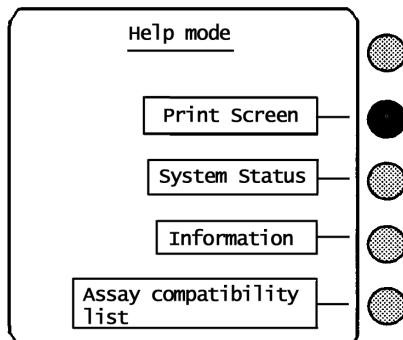 Help mode
Print Screen
System Status
Information
Assay compatibility
list